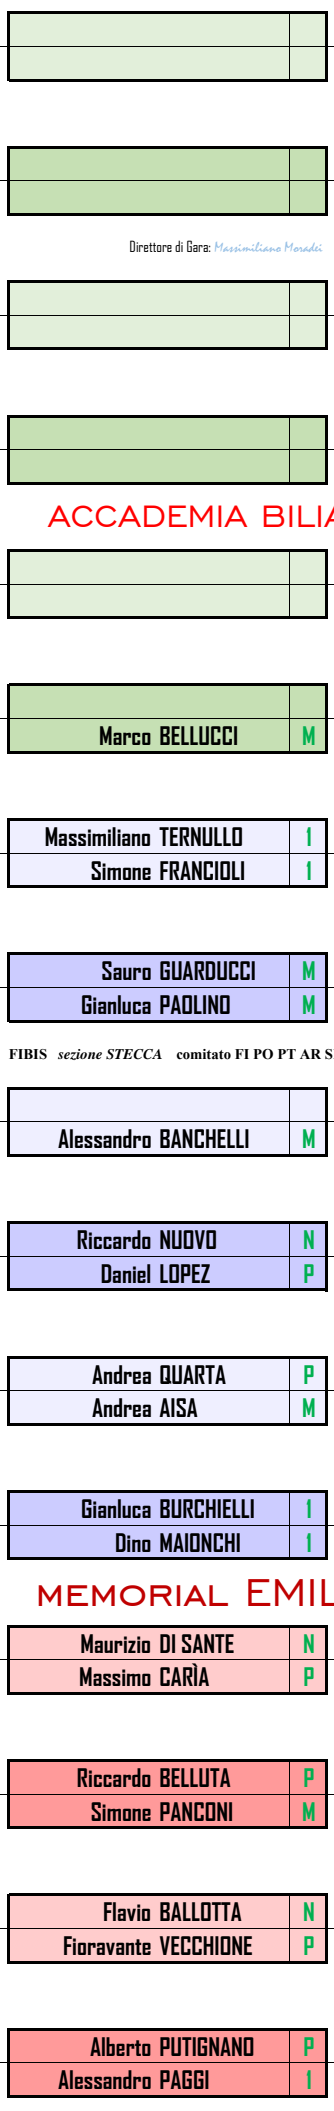 Direttore di Gara: Massimiliano Moradei
ACCADEMIA BILIA
Marco BELLUCCI M
Massimiliano TERNULLO 1
Simone FRANCIOLI 1
Sauro GUARDUCCI M
Gianluca PAOLINO M
FIBIS sezione STECCA comitato FI PO PT AR S
Alessandro BANCHELLI M
Riccardo NUOVO N
Daniel LOPEZ P
Andrea QUARTA P
Andrea AISA M
Gianluca BURCHIELLI 1
Dino MAIONCHI 1
MEMORIAL EMIL
Maurizio DI SANTE N
Massimo CARÌA P
Riccardo BELLUTA P
Simone PANCONI M
Flavio BALLOTTA N
Fioravante VECCHIONE P
Alberto PUTIGNANO P
Alessandro PAGGI 1